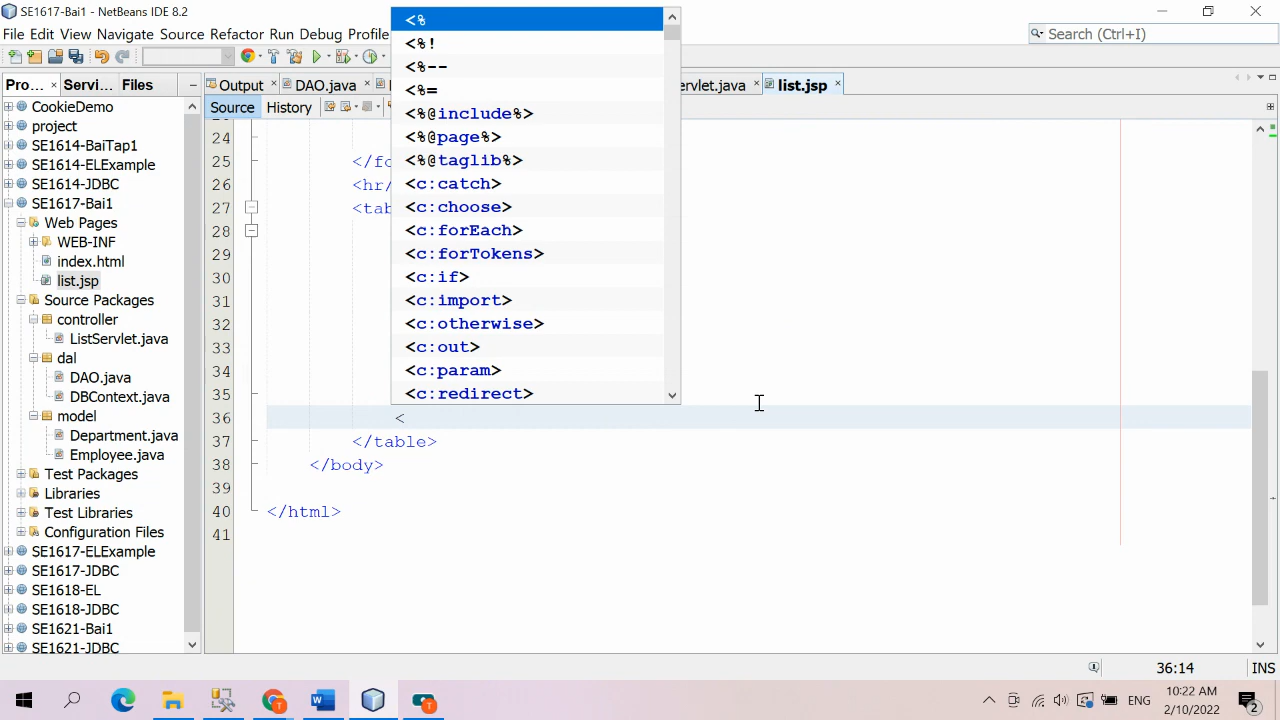 SE1617-Bai1 - NetBeans IDE 8.2
File Edit View Navigate Source Refactor
Profile
Search (Ctrl+I)
Pro... × Servi... Files
Output × DAO.java × ervlet.java × list.jsp ×
Source History
CookieDemo
project
SE1614-BaiTap1
SE1614-ELExample
SE1614-JDBC
SE1617-Bai1
Web Pages
WEB-INF
index.html
list.jsp
Source Packages
controller
ListServlet.java
dal
DAO.java
DBContext.java
model
Department.java
Employee.java
Test Packages
Libraries
Test Libraries
Configuration Files
SE1617-ELExample
SE1617-JDBC
SE1618-EL
SE1618-JDBC
SE1621-Bai1
SE1621-JDBC
24
25 </fo
26 <hr/
27 <tab
28
29
30
31
32
33
34
35
36 <
37 </table>
38 </body>
39
40 </html>
41
<%
<%!
<%--
<%=
<%@include%>
<%@page%>
<%@taglib%>
<c:catch>
<c:choose>
<c:forEach>
<c:forTokens>
<c:if>
<c:import>
<c:otherwise>
<c:out>
<c:param>
<c:redirect>
36:14 INS
ENG
10:22 AM
2/10/2022
2